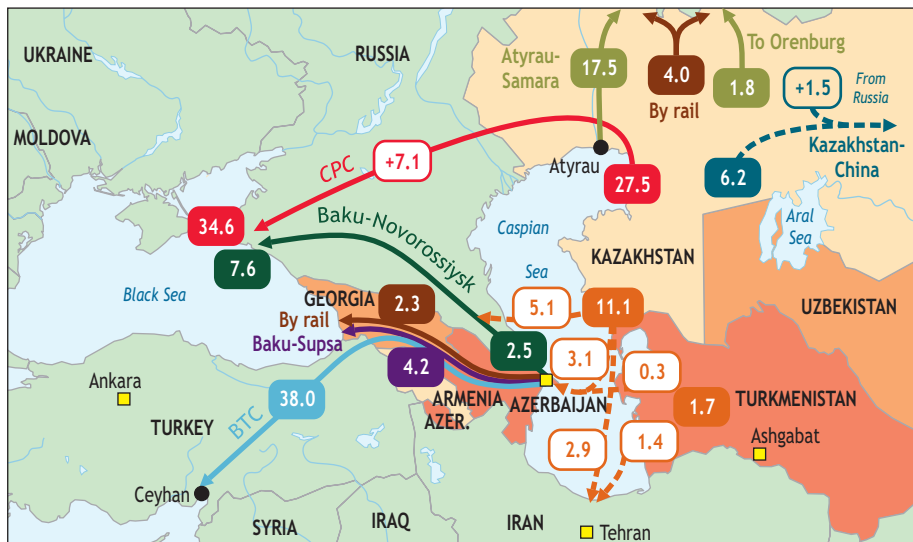 UKRAINE
RUSSIA
Atyrau-
Samara
17.5
4.0
By rail
To Orenburg
1.8
+1.5
From
Russia
MOLDOVA
CPC
+7.1
Atyrau
27.5
6.2
Kazakhstan-
China
34.6
Baku-Novorossiysk
7.6
Caspian
Sea
Aral
Sea
KAZAKHSTAN
Black Sea
GEORGIA
2.3
By rail
Baku-Supsa
5.1
11.1
UZBEKISTAN
2.5
3.1
0.3
4.2
Ankara
38.0
ARMENIA
AZER.
AZERBAIJAN
1.7
TURKMENISTAN
TURKEY
BTC
2.9
1.4
Ashgabat
Ceyhan
SYRIA
IRAQ
IRAN
Tehran